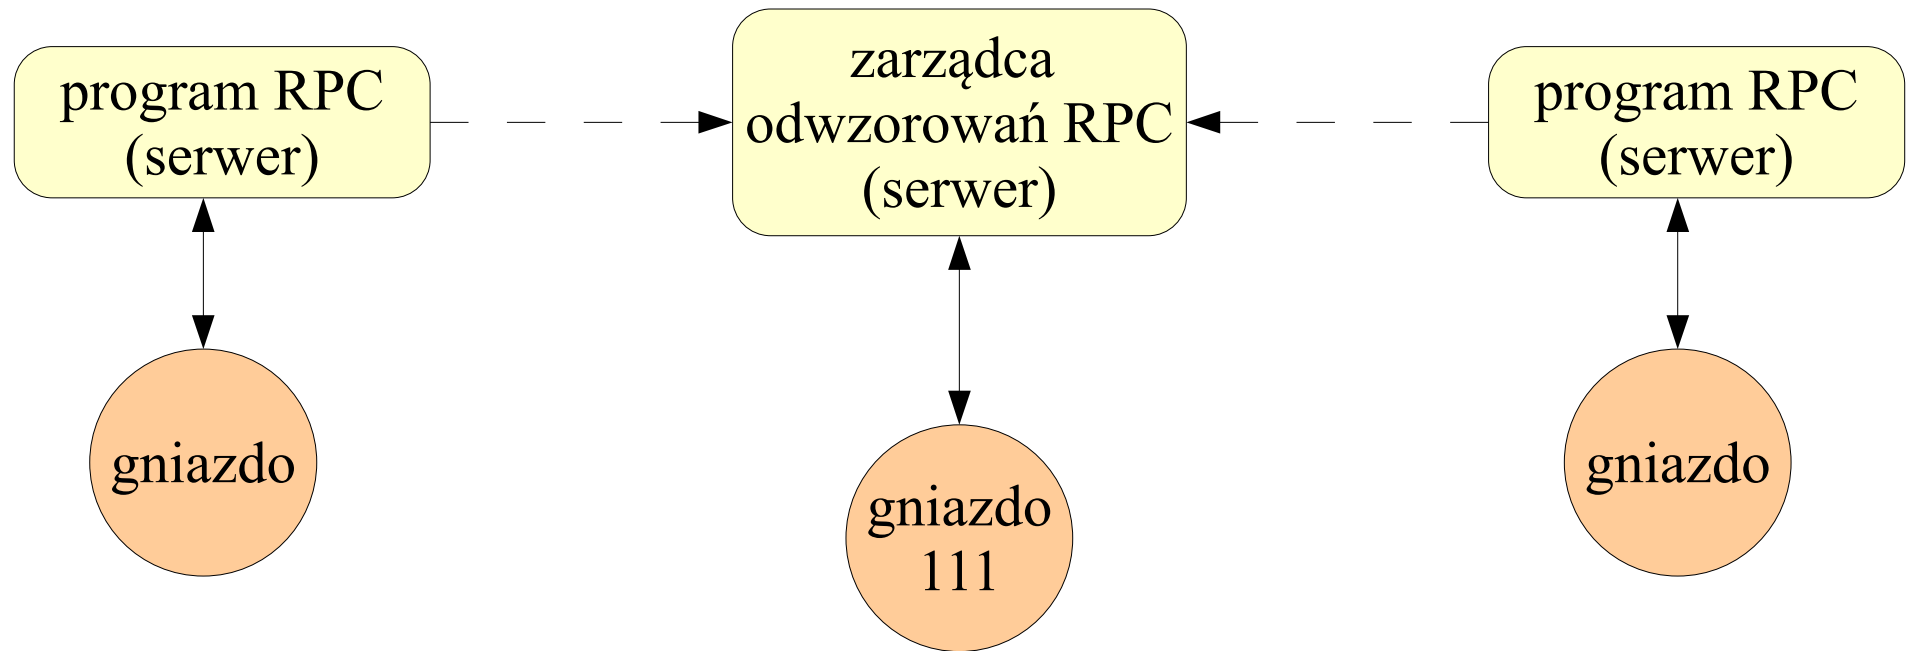 program RPC
(serwer)
zarządca
odwzorowań RPC
(serwer)
program RPC
(serwer)
gniazdo
gniazdo
111
gniazdo